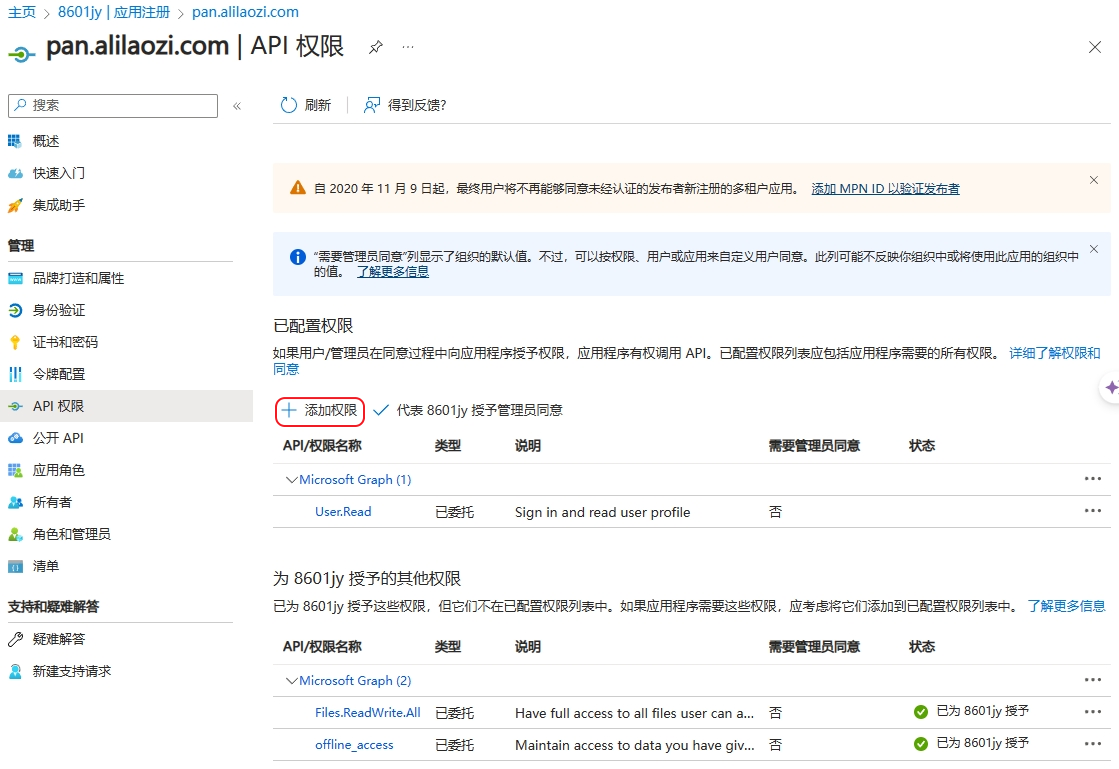 主页 > 8601jy | 应用注册 > pan.alilaozi.com
pan.alilaozi.com | API 权限
搜索
刷新
得到反馈?
概述
快速入门
集成助手
管理
品牌打造和属性
身份验证
证书和密码
令牌配置
API 权限
公开 API
应用角色
所有者
角色和管理员
清单
支持和疑难解答
疑难解答
新建支持请求
自 2020 年 11 月 9 日起，最终用户将不再能够同意未经认证的发布者新注册的多租户应用。 添加 MPN ID 以验证发布者
“需要管理员同意”列显示了组织的默认值。不过，可以按权限、用户或应用来自定义用户同意。此列可能不反映你组织中或将使用此应用的组织中
的值。 了解更多信息
已配置权限
如果用户/管理员在同意过程中向应用程序授予权限，应用程序有权调用 API。已配置权限列表应包括应用程序需要的所有权限。 详细了解权限和
同意
添加权限 代表 8601jy 授予管理员同意
API/权限名称 类型 说明 需要管理员同意 状态
Microsoft Graph (1)
User.Read 已委托 Sign in and read user profile 否
为 8601jy 授予的其他权限
已为 8601jy 授予这些权限，但它们不在已配置权限列表中。如果应用程序需要这些权限，应考虑将它们添加到已配置权限列表中。 了解更多信息
API/权限名称 类型 说明 需要管理员同意 状态
Microsoft Graph (2)
Files.ReadWrite.All 已委托 Have full access to all files user can a... 否 已为 8601jy 授予
offline_access 已委托 Maintain access to data you have giv... 否 已为 8601jy 授予